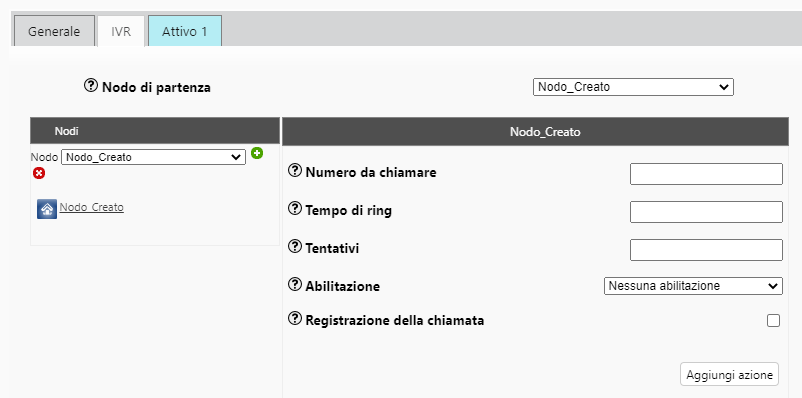 Generale IVR Attivo 1
Nodo di partenza Nodo_Creato
Nodi
Nodo Nodo_Creato
Nodo_Creato
Nodo_Creato
Numero da chiamare
Tempo di ring
Tentativi
Abilitazione Nessuna abilitazione
Registrazione della chiamata
Aggiungi azione